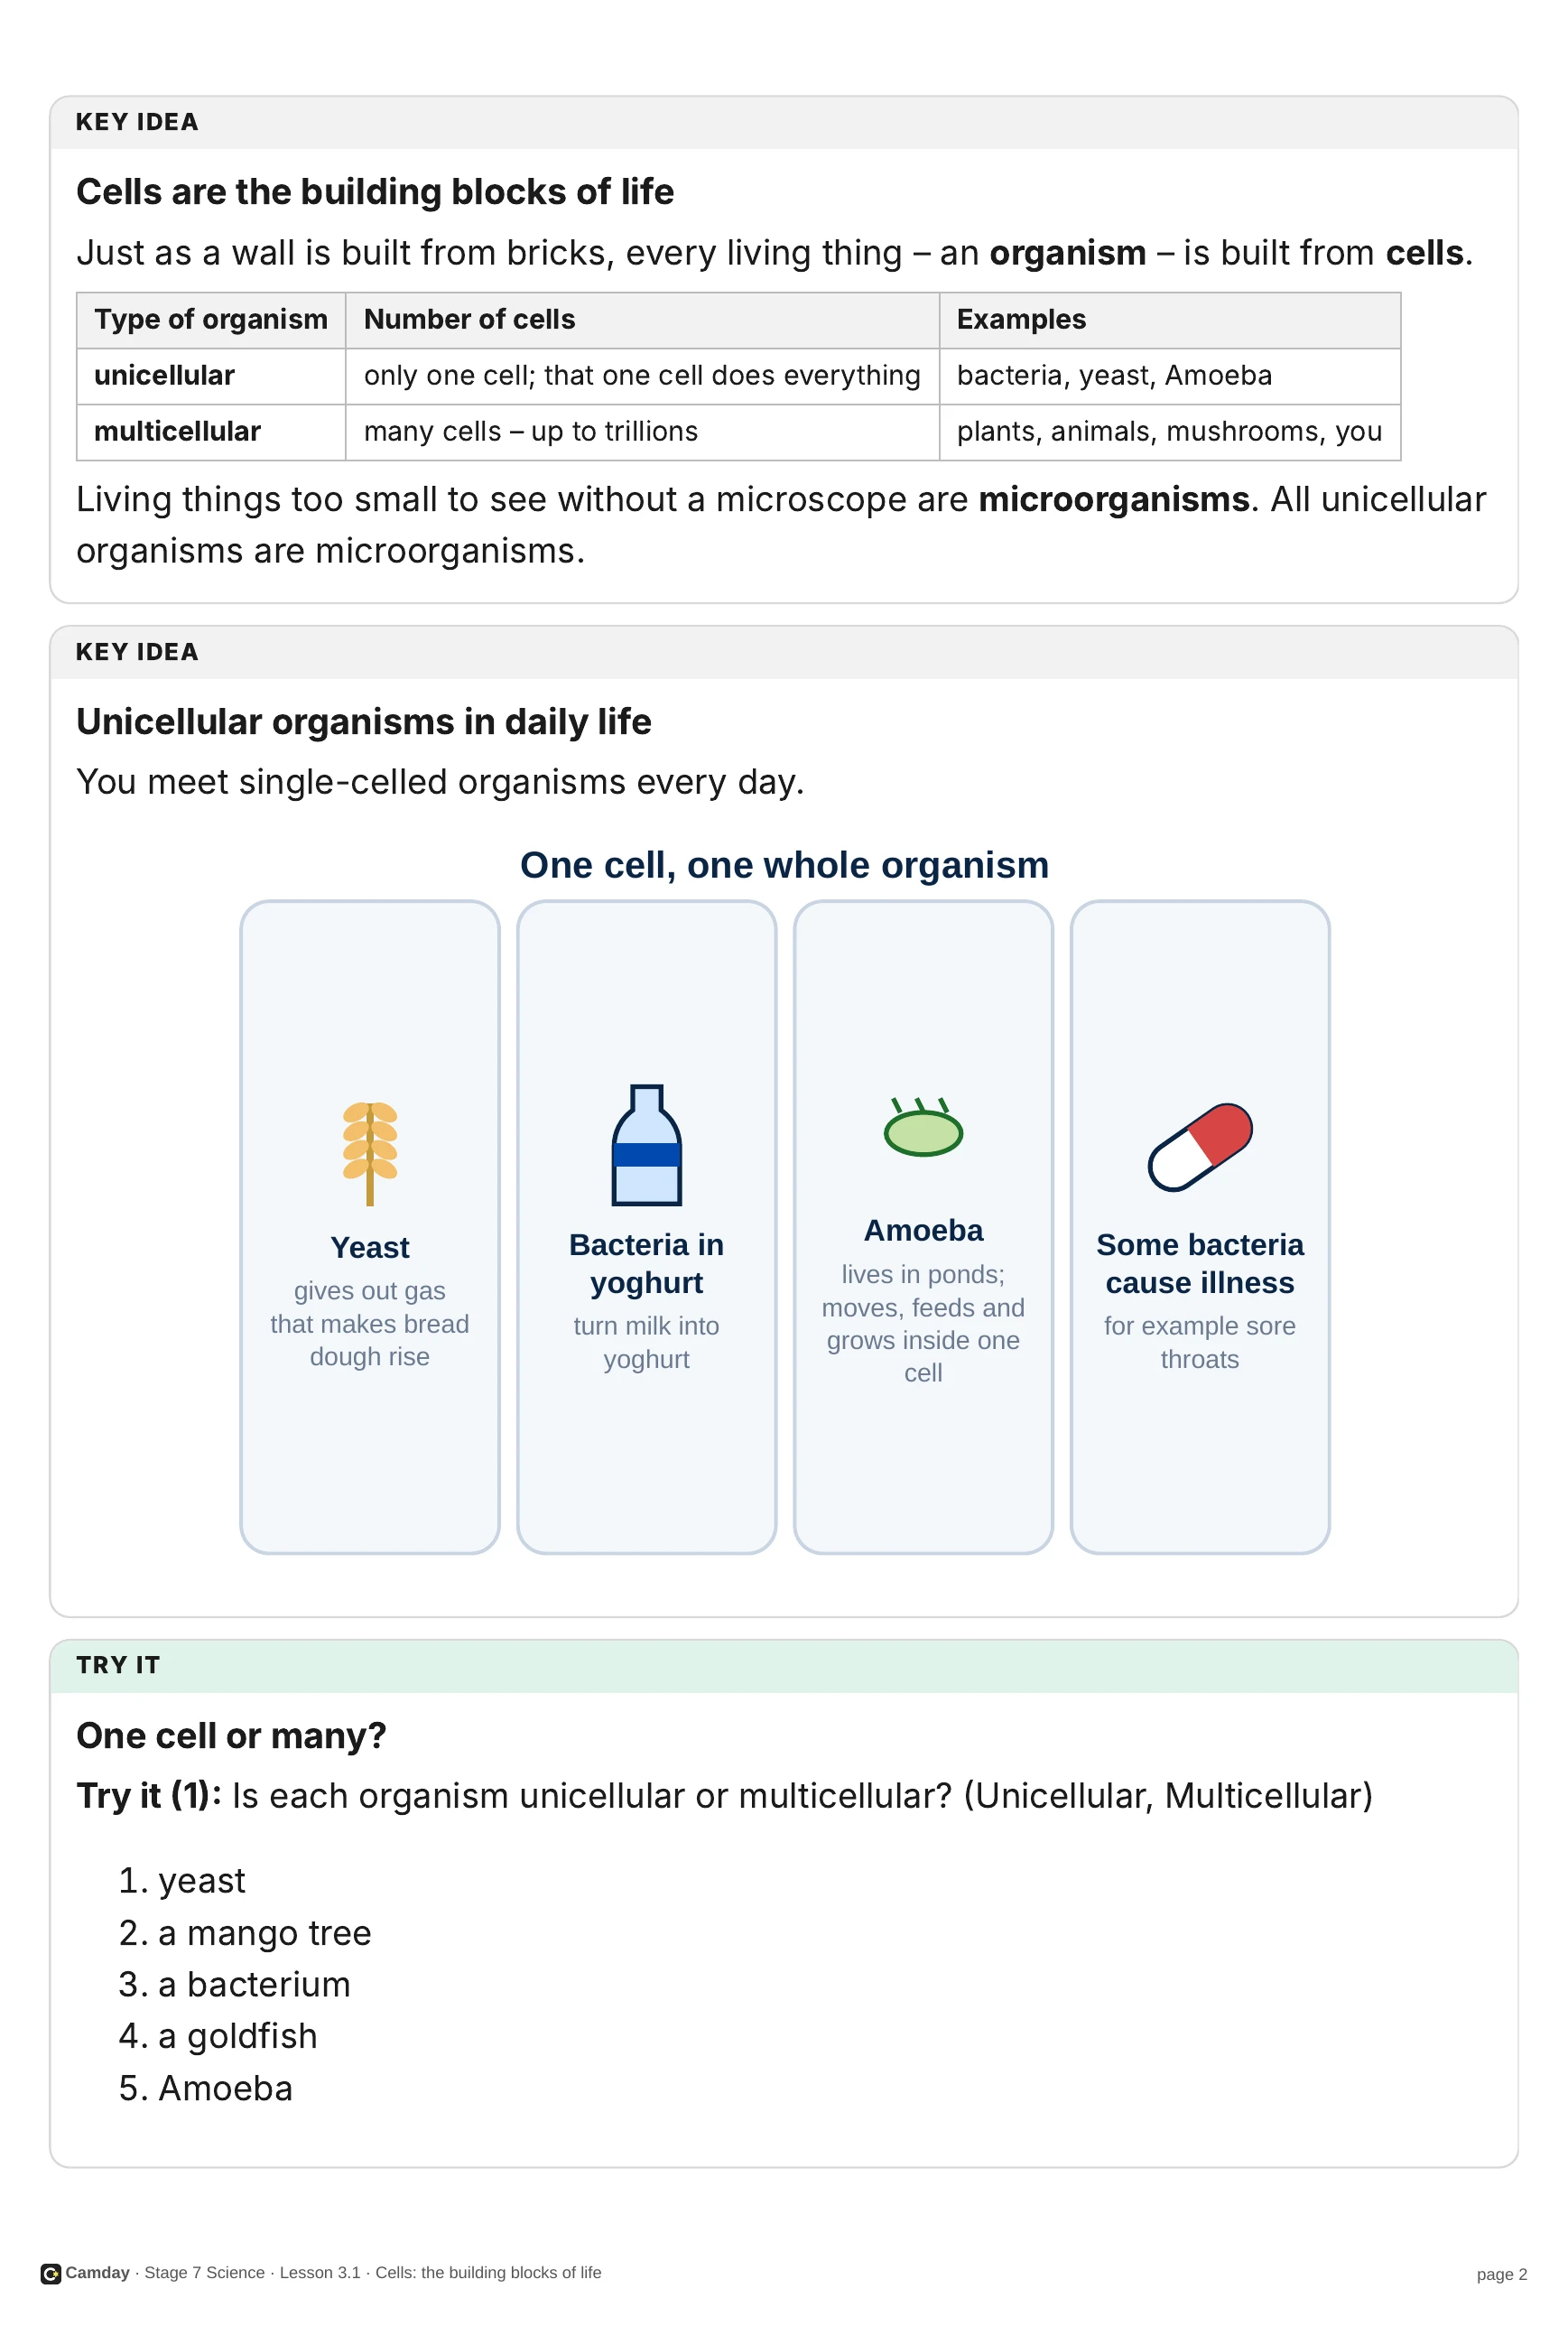 KEY IDEA
Cells are the building blocks of life
Just as a wall is built from bricks, every living thing – an organism – is built from cells.
Type of organism Number of cells Examples
unicellular only one cell; that one cell does everything bacteria, yeast, Amoeba
multicellular many cells – up to trillions plants, animals, mushrooms, you
Living things too small to see without a microscope are microorganisms. All unicellular
organisms are microorganisms.
KEY IDEA
Unicellular organisms in daily life
You meet single-celled organisms every day.
One cell, one whole organism
Yeast
gives out gas
that makes bread
dough rise
Bacteria in
yoghurt
turn milk into
yoghurt
Amoeba
lives in ponds;
moves, feeds and
grows inside one
cell
Some bacteria
cause illness
for example sore
throats
TRY IT
One cell or many?
Try it (1): Is each organism unicellular or multicellular? (Unicellular, Multicellular)
1. yeast
2. a mango tree
3. a bacterium
4. a goldfish
5. Amoeba
Camday · Stage 7 Science · Lesson 3.1 · Cells: the building blocks of life
page 2